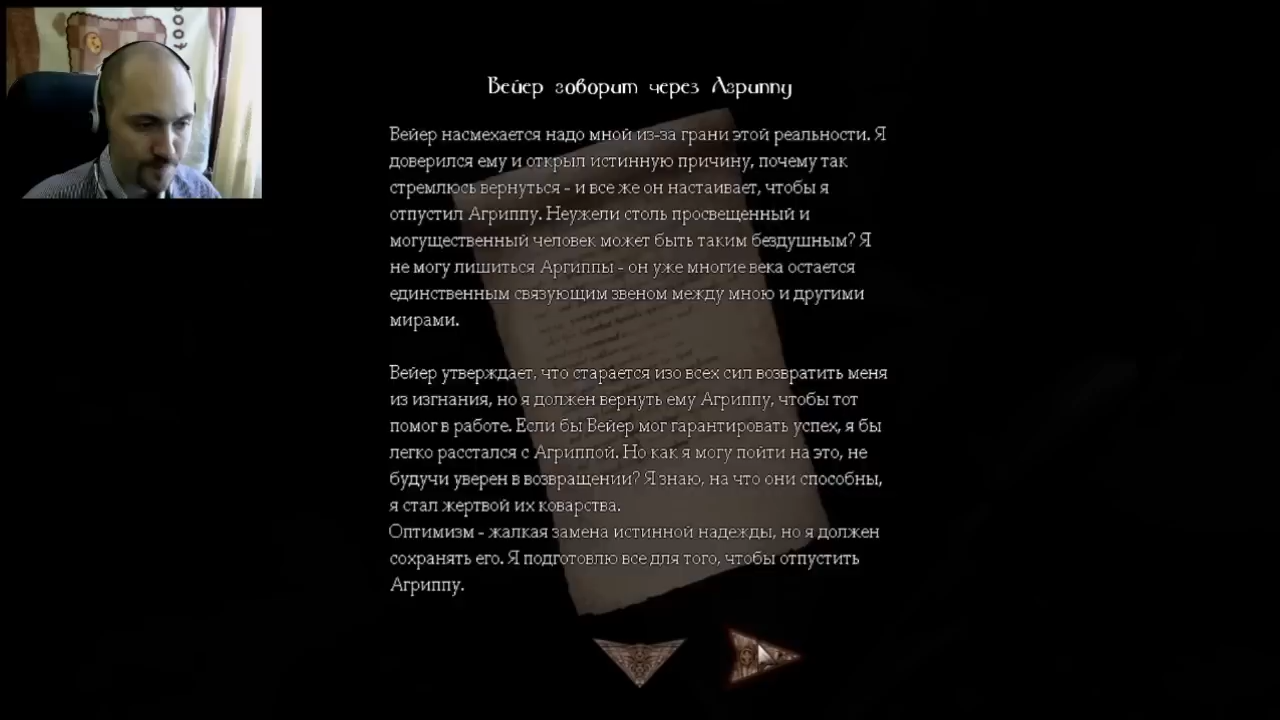 Вейер говорит через Агриппу
Вейер насмехается надо мной из-за грани этой реальности. Я
доверился ему и открыл истинную причину, почему так
стремлюсь вернуться - и все же он настаивает, чтобы я
отпустил Агриппу. Неужели столь просвещенный и
могущественный человек может быть таким бездушным? Я
не могу лишиться Аргиппы - он уже многие века остается
единственным связующим звеном между мною и другими
мирами.
Вейер утверждает, что старается изо всех сил возвратить меня
из изгнания, но я должен вернуть ему Агриппу, чтобы тот
помог в работе. Если бы Вейер мог гарантировать успех, я бы
легко расстался с Агриппой. Но как я могу пойти на это, не
будучи уверен в возвращении? Я знаю, на что они способны,
я стал жертвой их коварства.
Оптимизм - жалкая замена истинной надежды, но я должен
сохранять его. Я подготовлю все для того, чтобы отпустить
Агриппу.